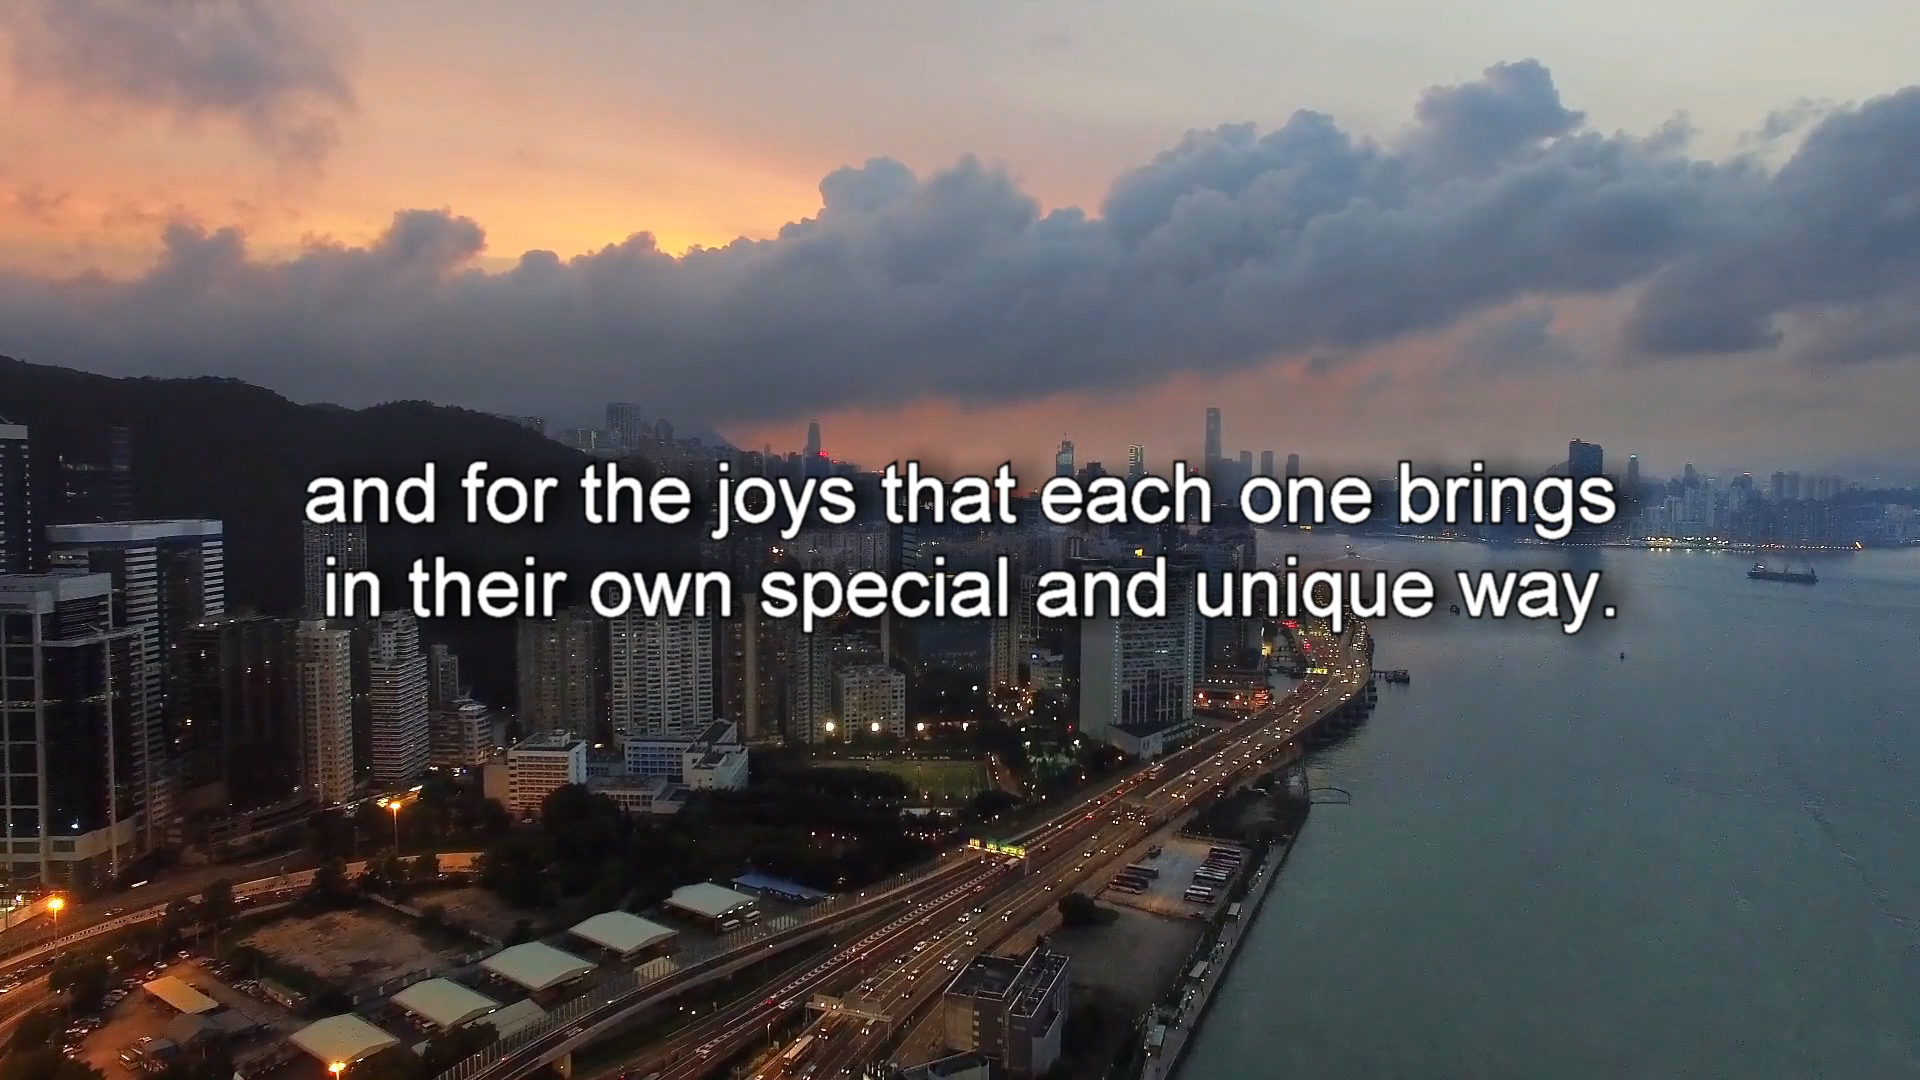 and for the joys that each one brings
in their own special and unique way.